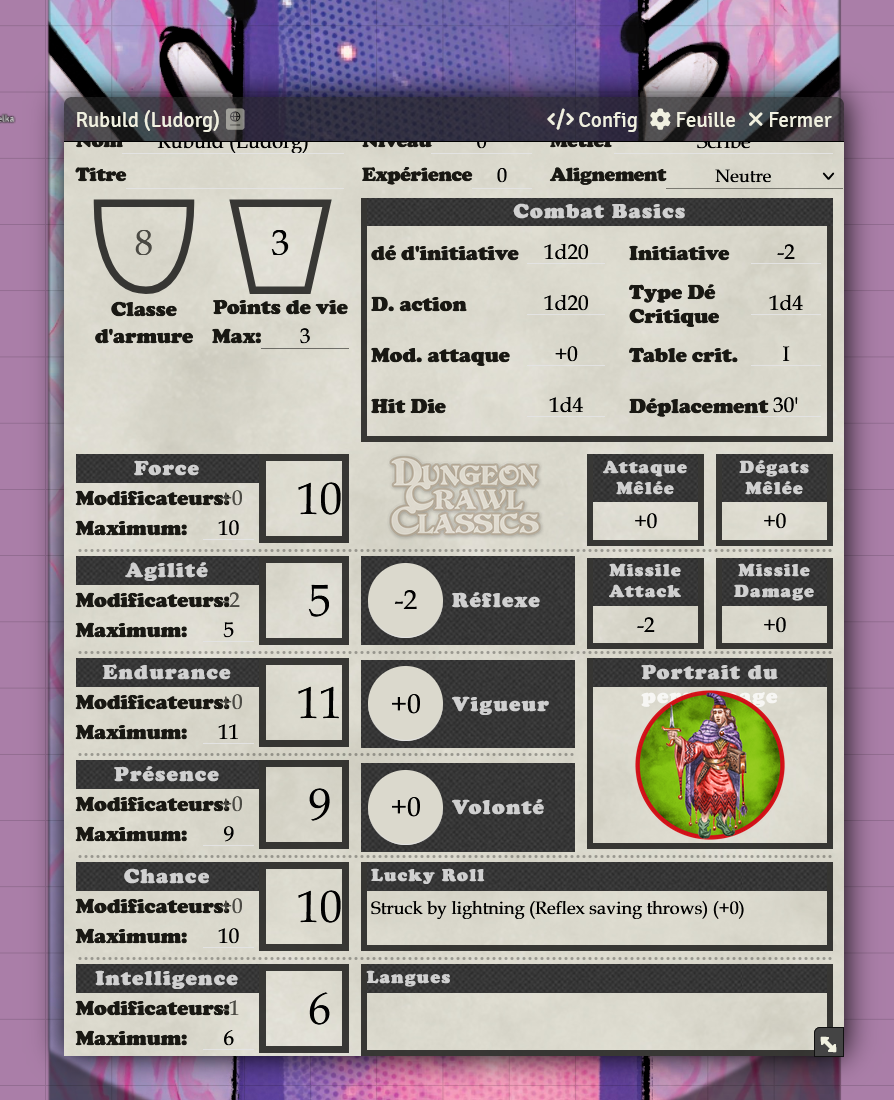 Rubuld (Ludorg) Config Feuille Fermer
Nom Rubuld (Ludorg) Niveau 0 Métier Scribe
Titre Expérience 0 Alignement Neutre
8 3
Classe d'armure
Points de vie
Max: 3
Combat Basics
dé d'initiative 1d20 Initiative -2
D. action 1d20 Type Dé Critique 1d4
Mod. attaque +0 Table crit. I
Hit Die 1d4 Déplacement 30'
Force
Modificateurs: +0
Maximum: 10
10
DUNGEON
CRAWL
CLASSICS
Attaque Mêlée
+0
Dégats Mêlée
+0
Agilité
Modificateurs: 2
Maximum: 5
5
-2 Réflexe
Missile Attack
-2
Missile Damage
+0
Endurance
Modificateurs: +0
Maximum: 11
11
+0 Vigueur
Portrait du
Présence
Modificateurs: +0
Maximum: 9
9
+0 Volonté
Chance
Modificateurs: +0
Maximum: 10
10
Lucky Roll
Struck by lightning (Reflex saving throws) (+0)
Intelligence
Modificateurs: 1
Maximum: 6
6
Langues